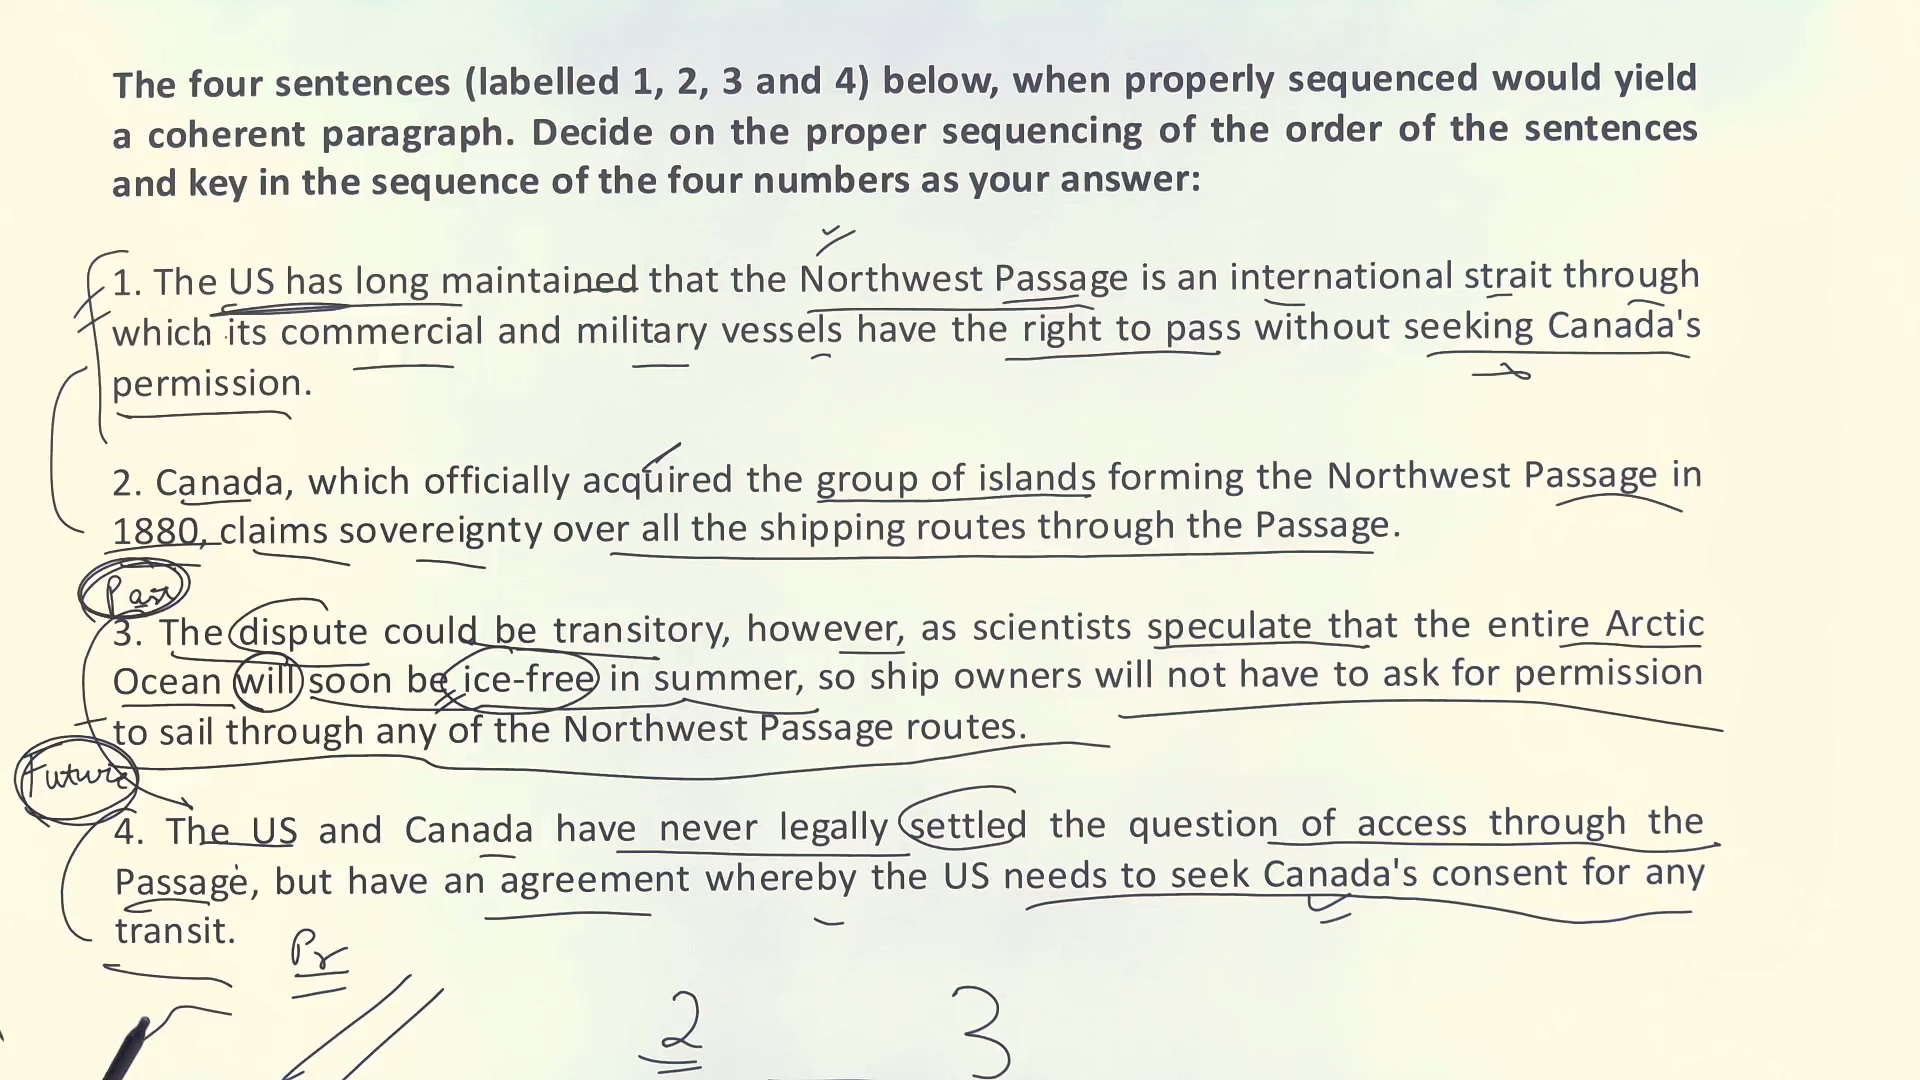 The four sentences (labelled 1, 2, 3 and 4) below, when properly sequenced would yield
a coherent paragraph. Decide on the proper sequencing of the order of the sentences
and key in the sequence of the four numbers as your answer:
1. The US has long maintained that the Northwest Passage is an international strait through
which its commercial and military vessels have the right to pass without seeking Canada's
permission.
2. Canada, which officially acquired the group of islands forming the Northwest Passage in
1880, claims sovereignty over all the shipping routes through the Passage.
Past
3. The dispute could be transitory, however, as scientists speculate that the entire Arctic
Ocean will soon be ice-free in summer, so ship owners will not have to ask for permission
to sail through any of the Northwest Passage routes.
Future
4. The US and Canada have never legally settled the question of access through the
Passage, but have an agreement whereby the US needs to seek Canada's consent for any
transit.
Pr
2 3